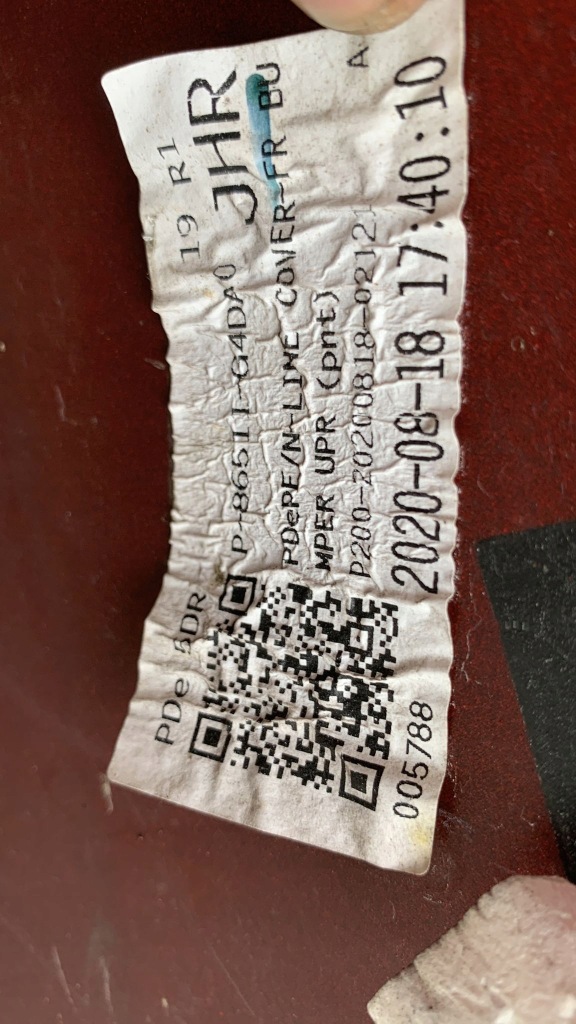 PDe 5DR 19 R1
P-86511-G4DA0 JHR
PDePE/N-LINE COVER-FR BU
MPER UPR (pnt)
P200-20200818-02121 A
2020-08-18 17:40:10
005788